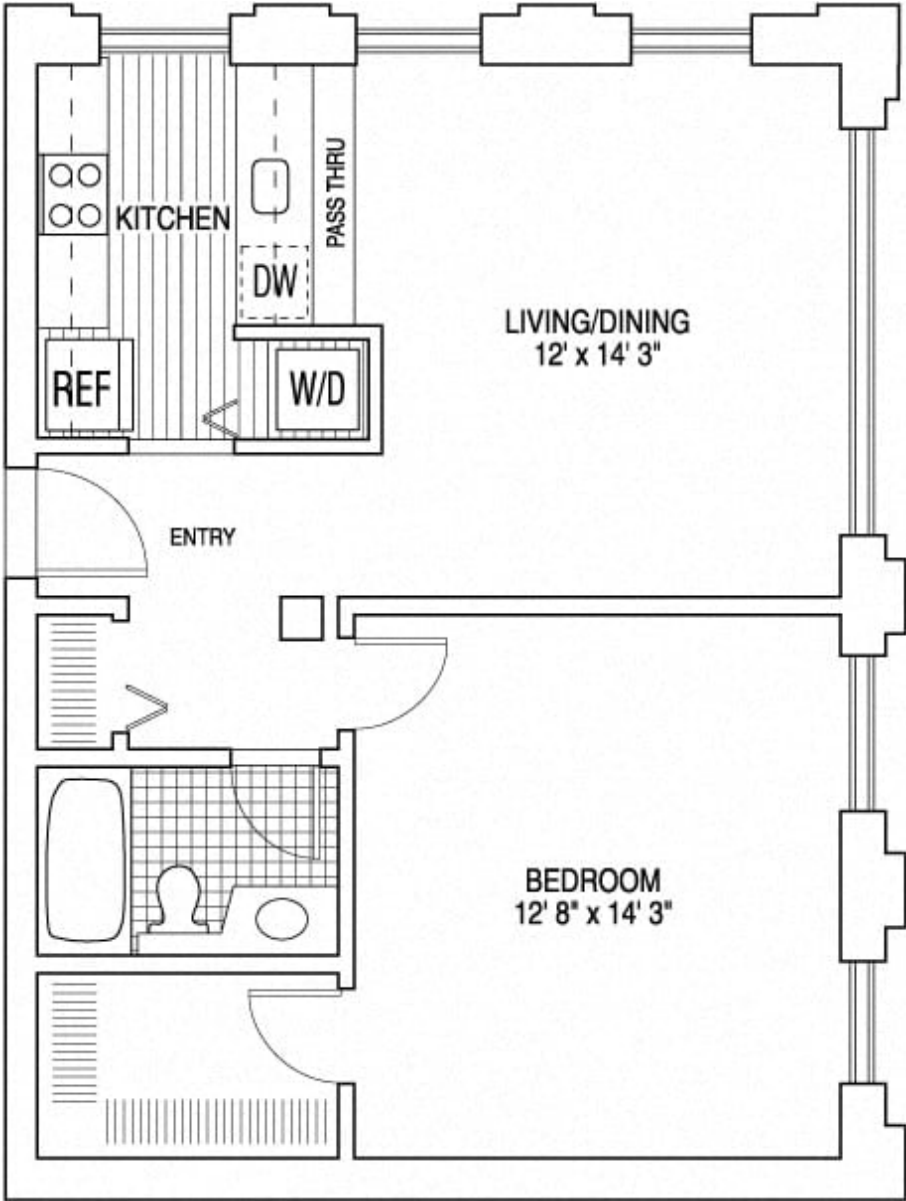 KITCHEN
PASS THRU
DW
REF
W/D
LIVING/DINING
12' x 14' 3"
ENTRY
BEDROOM
12' 8" x 14' 3"